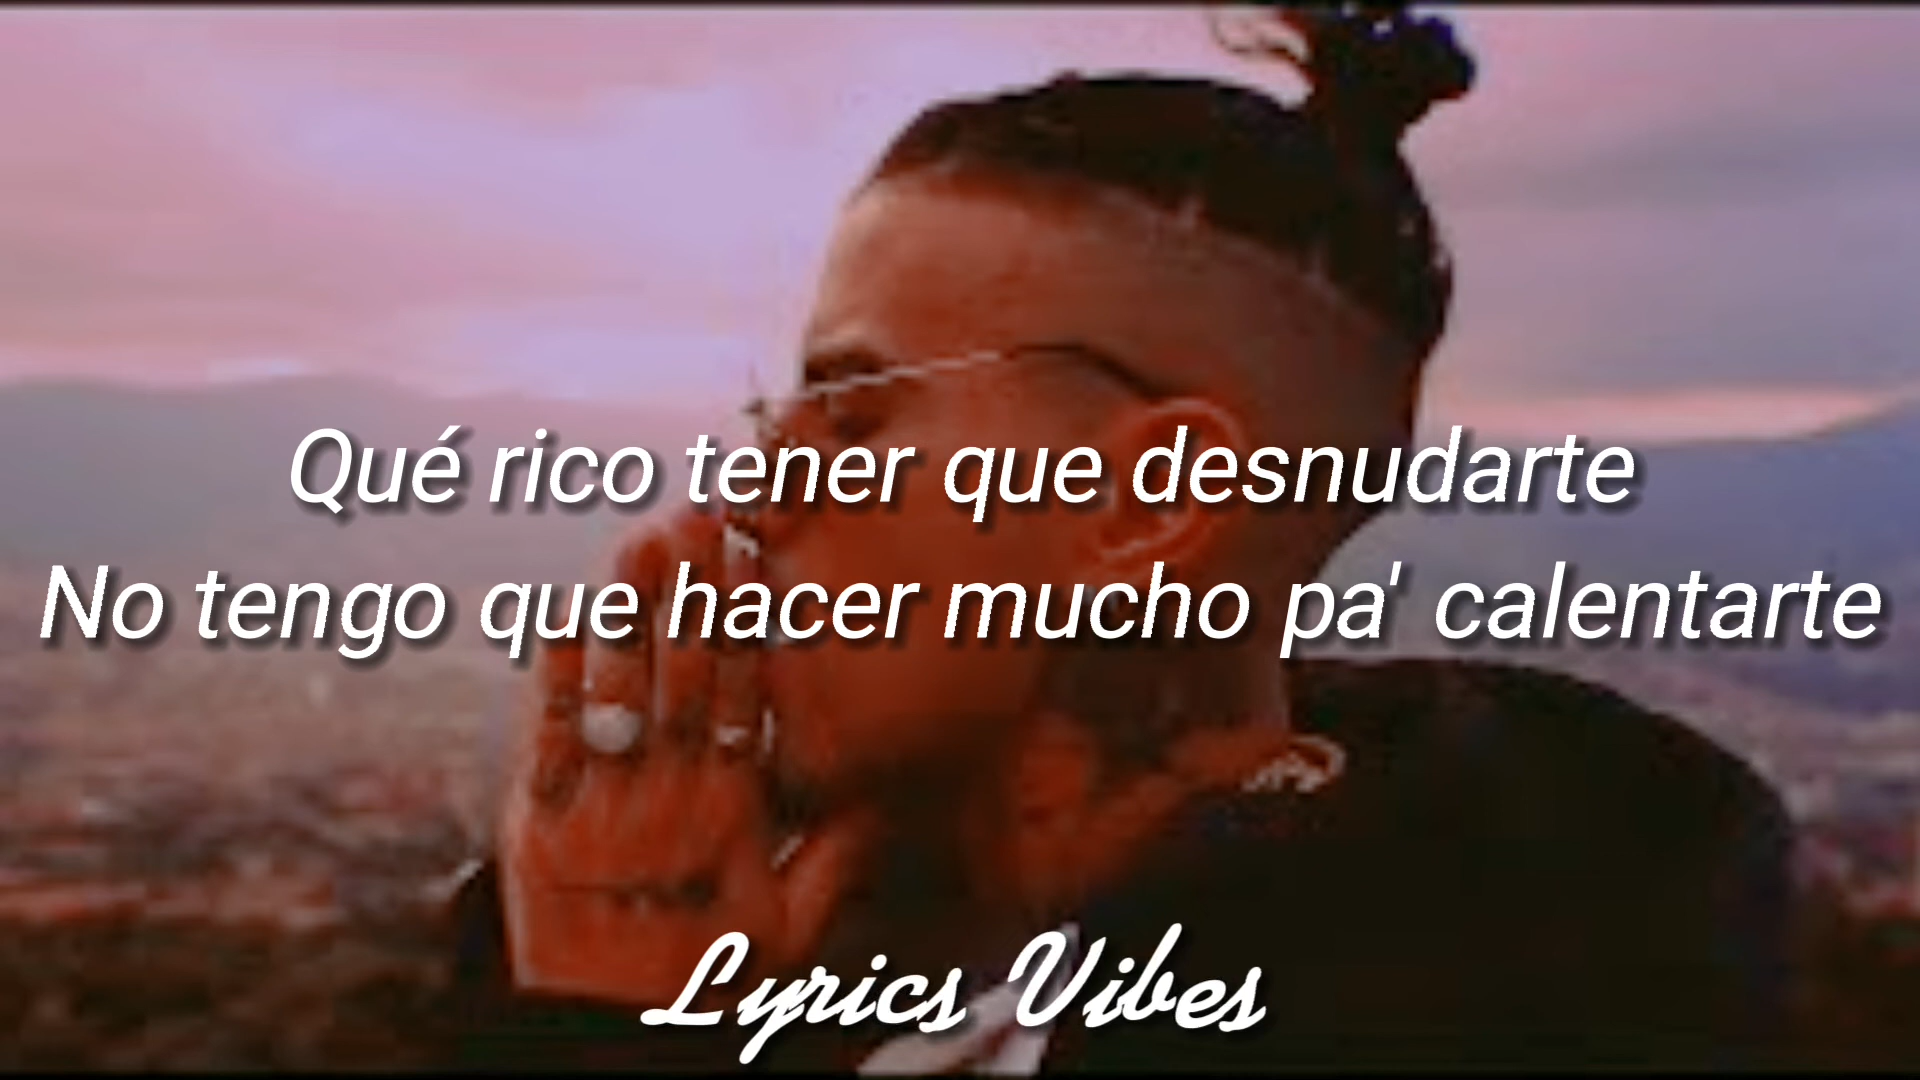 Qué rico tener que desnudarte
No tengo que hacer mucho pa' calentarte
Lyrics Vibes